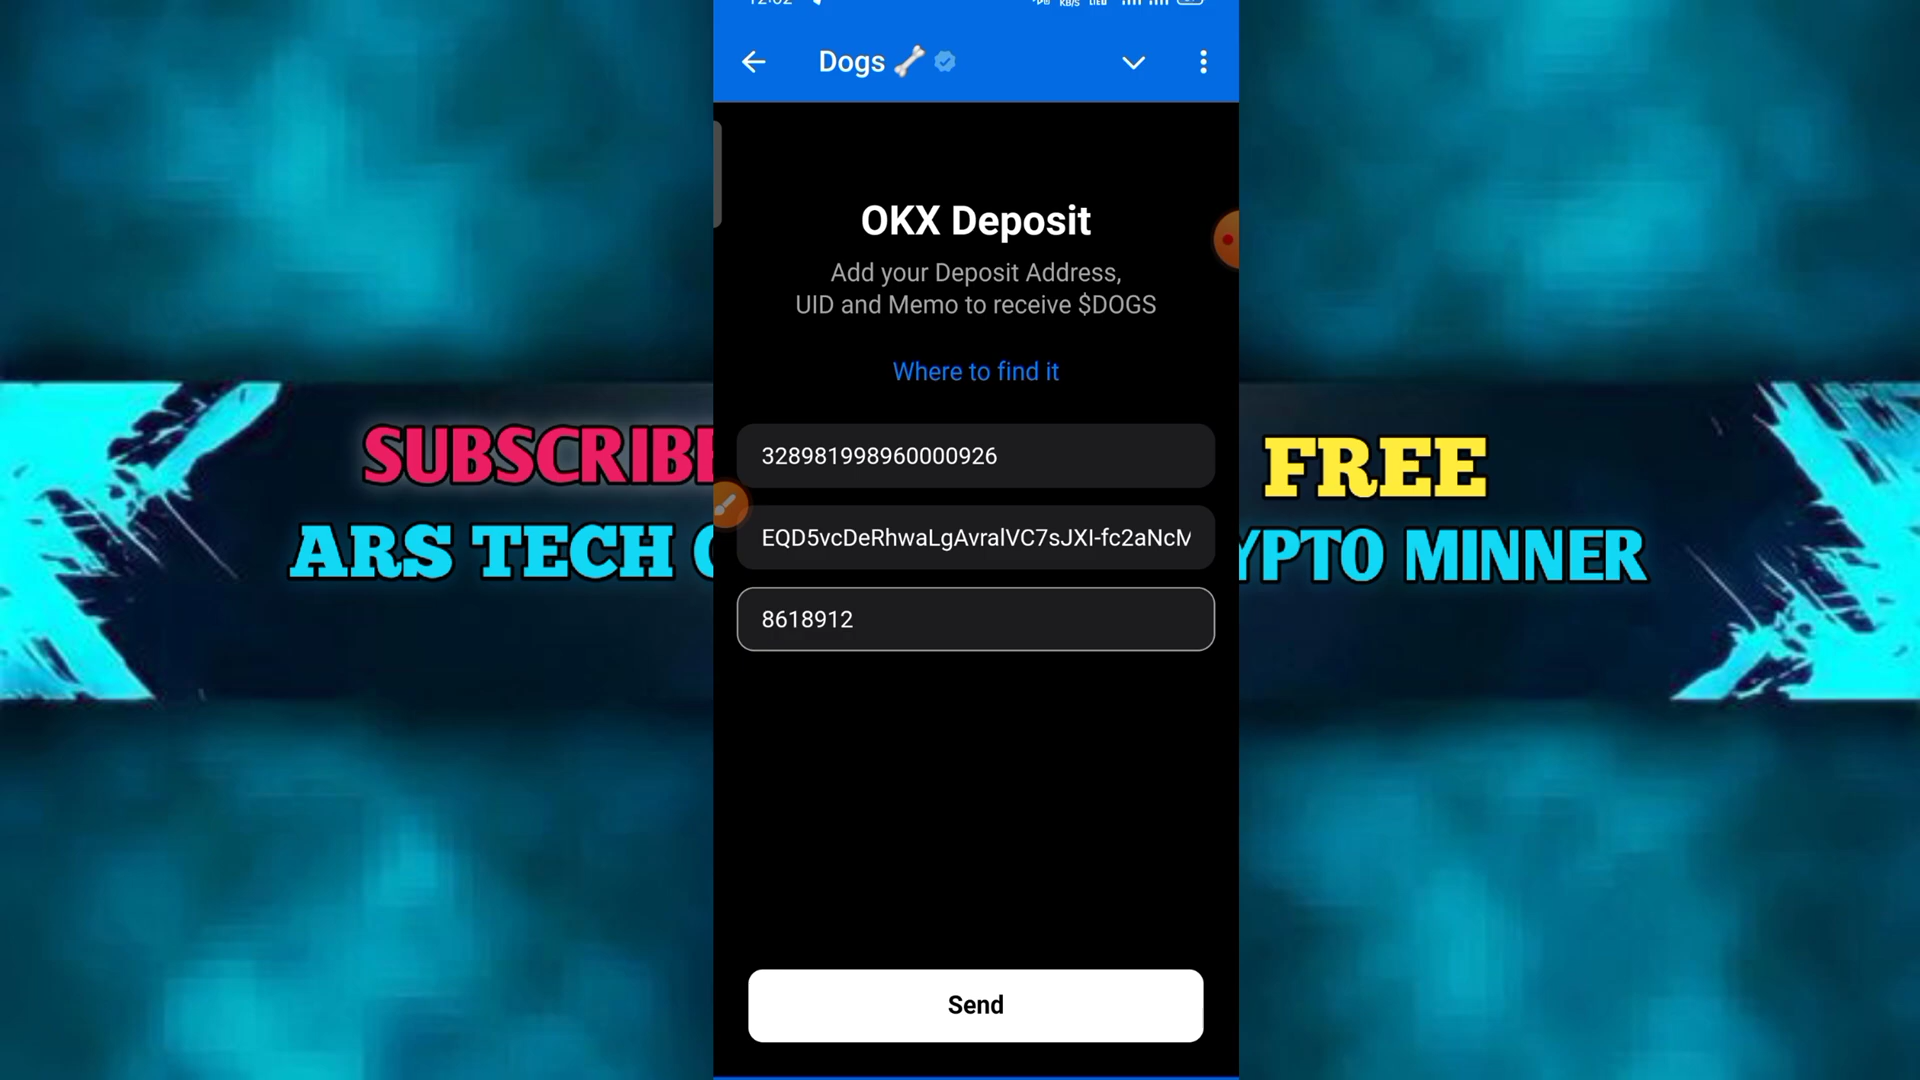 Dogs
OKX Deposit
Add your Deposit Address,
UID and Memo to receive $DOGS
Where to find it
328981998960000926
EQD5vcDeRhwaLgAvralVC7sJXI-fc2aNcM
8618912
Send
SUBSCRIBE
ARS TECH
FREE
YPTO MINNER